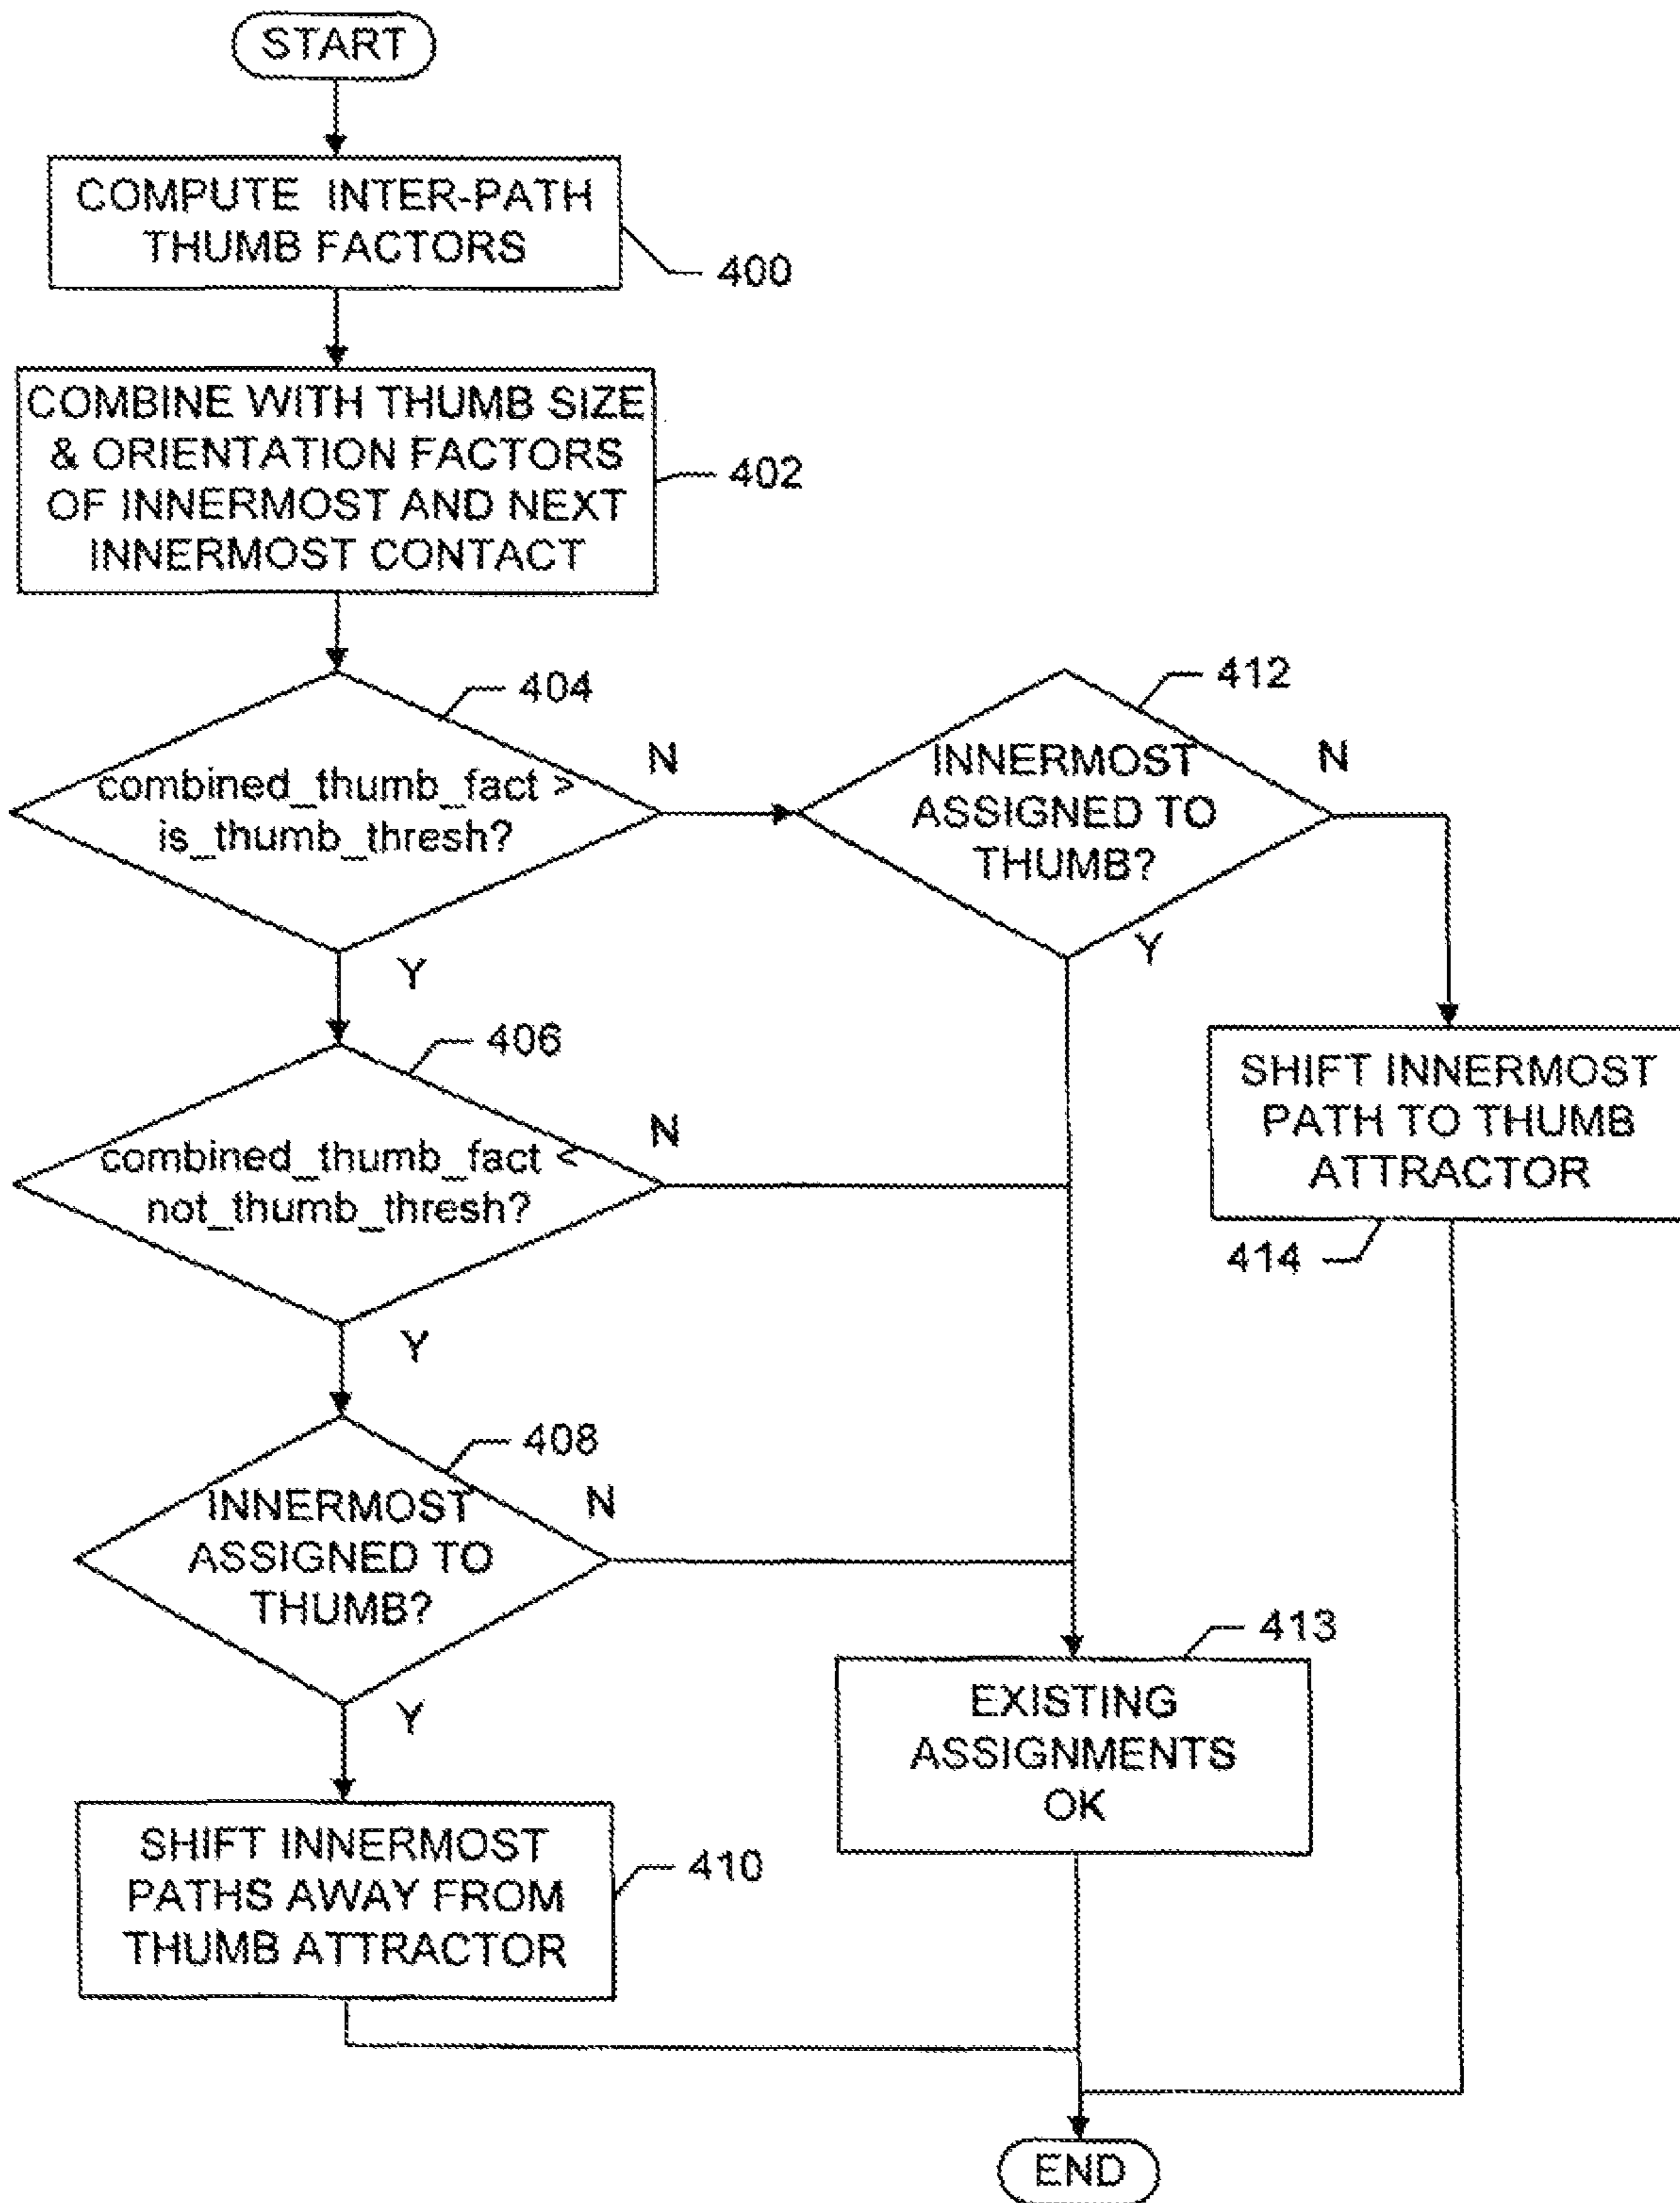 START
COMPUTE INTER-PATH
THUMB FACTORS
400
COMBINE WITH THUMB SIZE
& ORIENTATION FACTORS
OF INNERMOST AND NEXT
INNERMOST CONTACT
402
404
combined_thumb_fact >
is_thumb_thresh?
N
Y
412
INNERMOST
ASSIGNED TO
THUMB?
N
Y
406
combined_thumb_fact <
not_thumb_thresh?
N
Y
SHIFT INNERMOST
PATH TO THUMB
ATTRACTOR
414
408
INNERMOST
ASSIGNED TO
THUMB?
N
Y
413
EXISTING
ASSIGNMENTS
OK
SHIFT INNERMOST
PATHS AWAY FROM
THUMB ATTRACTOR
410
END